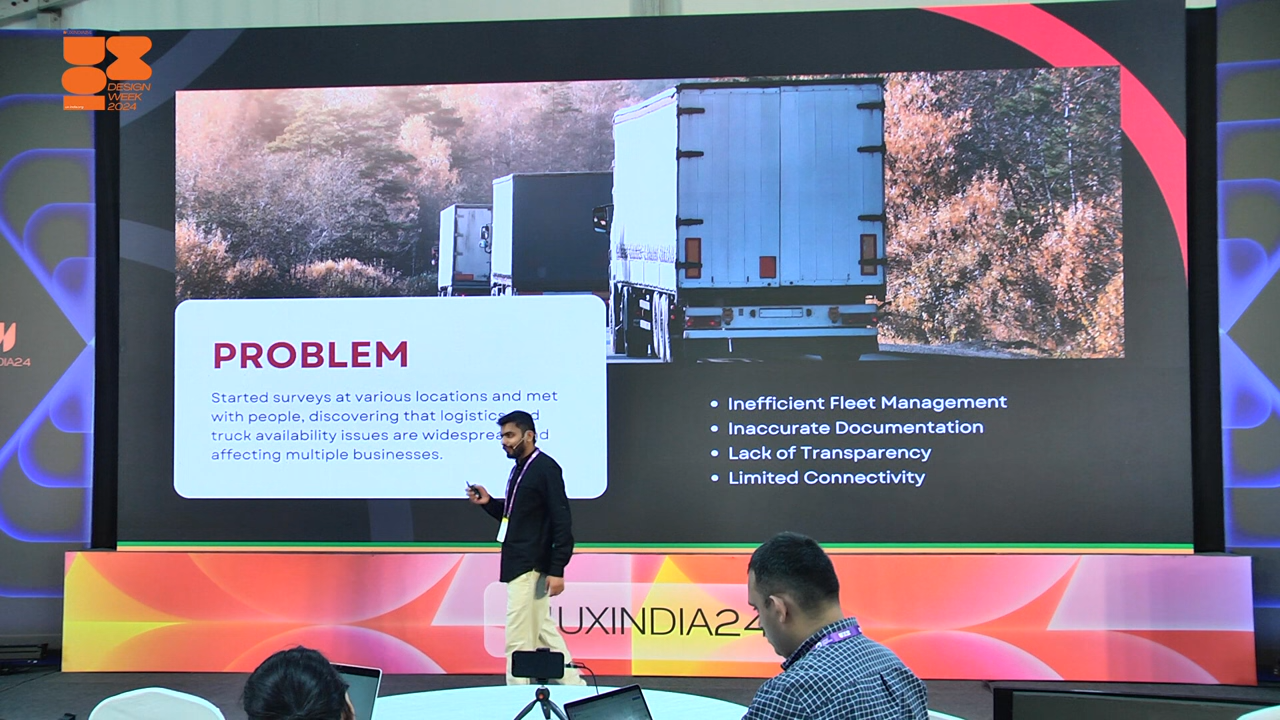 DESIGN
WEEK
2024
DIA24
PROBLEM
Started surveys at various locations and met
with people, discovering that logistics
truck availability issues are
affecting multiple businesses.
• Inefficient Fleet Management
• Inaccurate Documentation
• Lack of Transparency
• Limited Connectivity
UXINDIA24